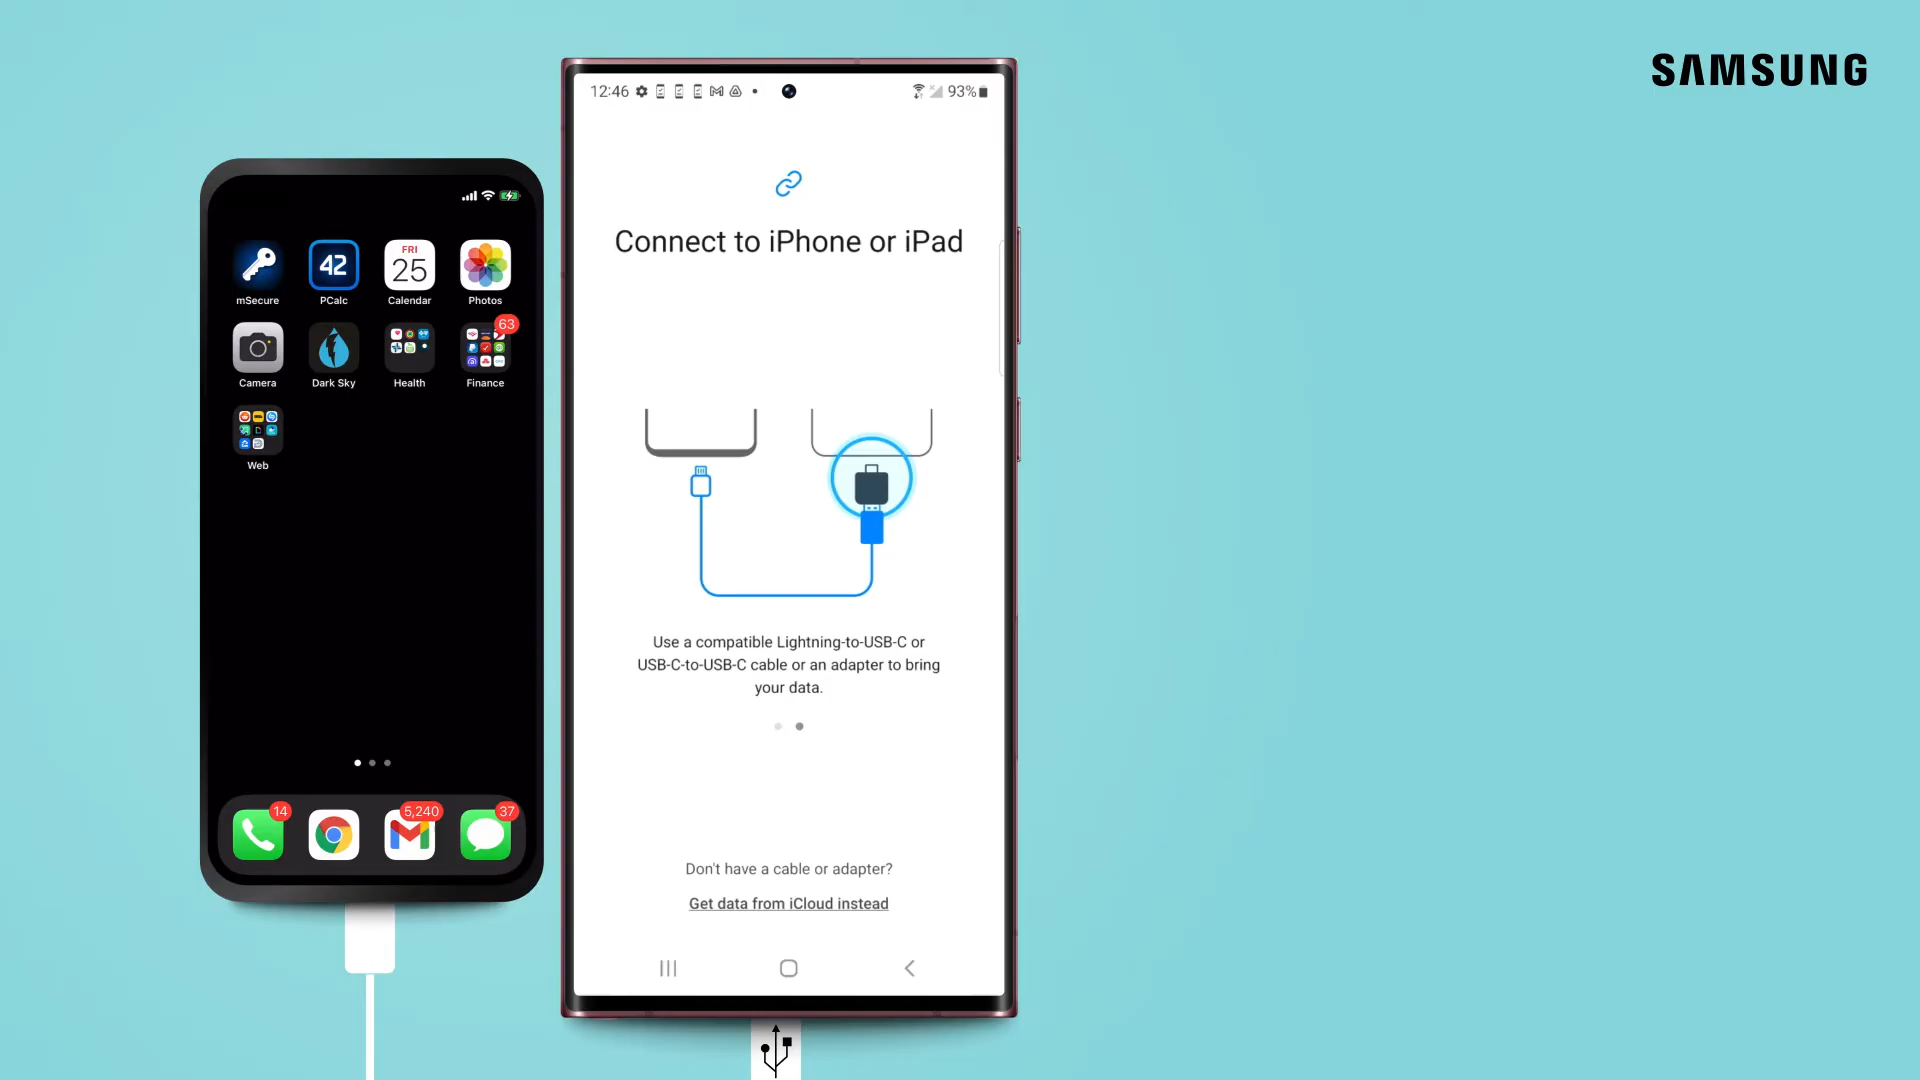 SAMSUNG
12:46
93%
Connect to iPhone or iPad
Use a compatible Lightning-to-USB-C or
USB-C-to-USB-C cable or an adapter to bring
your data.
Don't have a cable or adapter?
Get data from iCloud instead
42
FRI
25
mSecure
PCalc
Calendar
Photos
63
Camera
Dark Sky
Health
Finance
Web
14
5,240
37